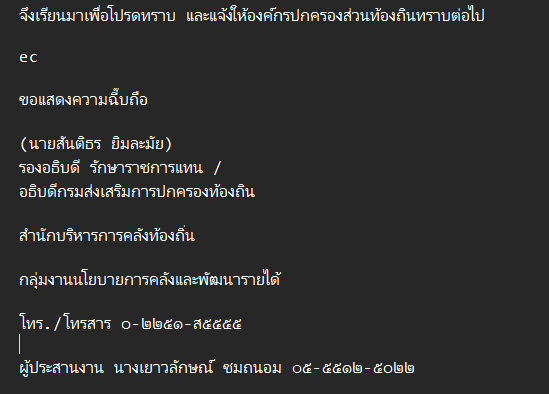 จึงเรียนมาเพื่อโปรดทราบ และแจ้งให้องค์กรปกครองส่วนท้องถินทราบต่อไป
ec
ขอแสดงความฉี๊บถือ
(นายสันติธร ยิมละมัย)
รองอธิบดี รักษาราชการแทน /
อธิบดีกรมส่งเสริมการปกครองท้องถิน
สำนักบริหารการคลังท้องถิ่น
กลุ่มงานนโยบายการคลังและพัฒนารายได้
โทร./โทรสาร ๐-๒๒๕๑-ส๕๕๕๕
ผู้ประสานงาน นางเยาวลักษณ์ ชมถนอม ๐๕-๕๕๑๒-๕๐๒๒